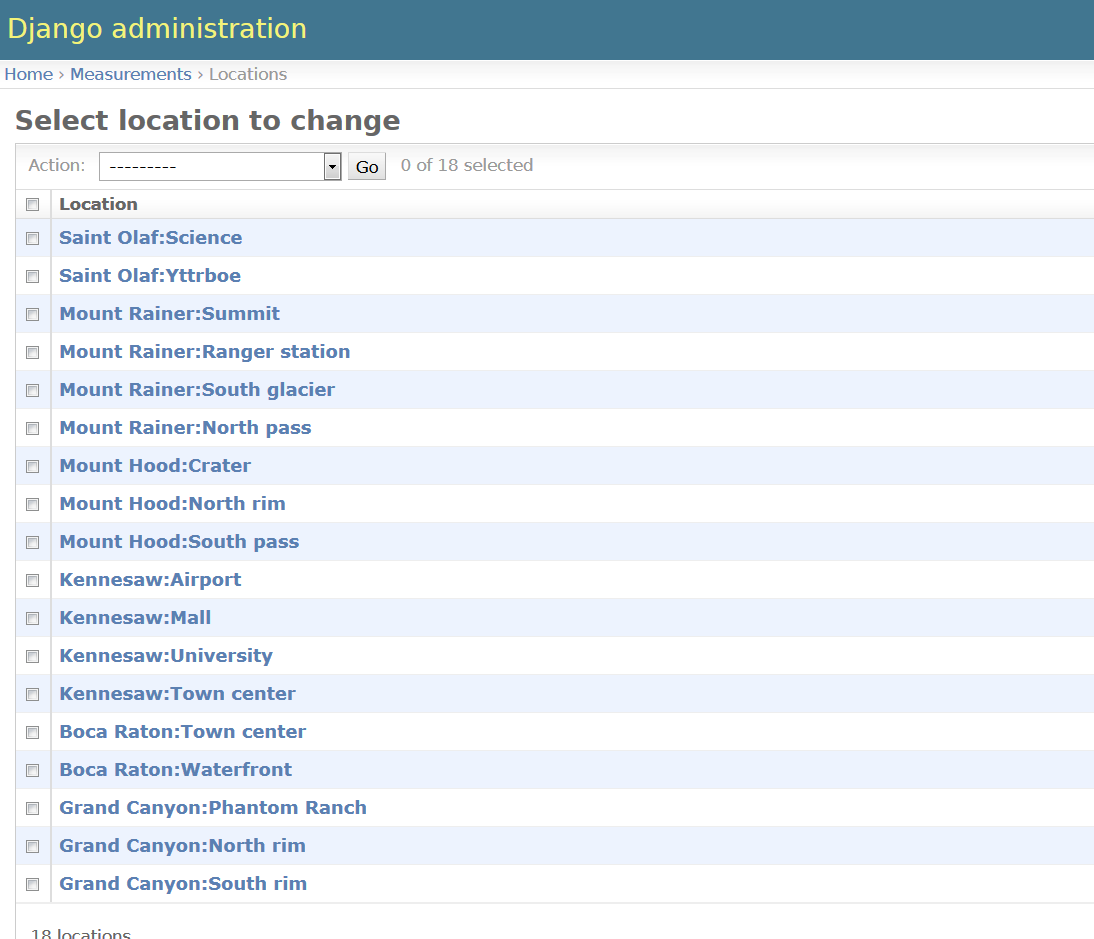 Django administration
Home › Measurements › Locations
Select location to change
Action: --------- Go 0 of 18 selected
Location
Saint Olaf:Science
Saint Olaf:Yttrboe
Mount Rainer:Summit
Mount Rainer:Ranger station
Mount Rainer:South glacier
Mount Rainer:North pass
Mount Hood:Crater
Mount Hood:North rim
Mount Hood:South pass
Kennesaw:Airport
Kennesaw:Mall
Kennesaw:University
Kennesaw:Town center
Boca Raton:Town center
Boca Raton:Waterfront
Grand Canyon:Phantom Ranch
Grand Canyon:North rim
Grand Canyon:South rim
18 locations